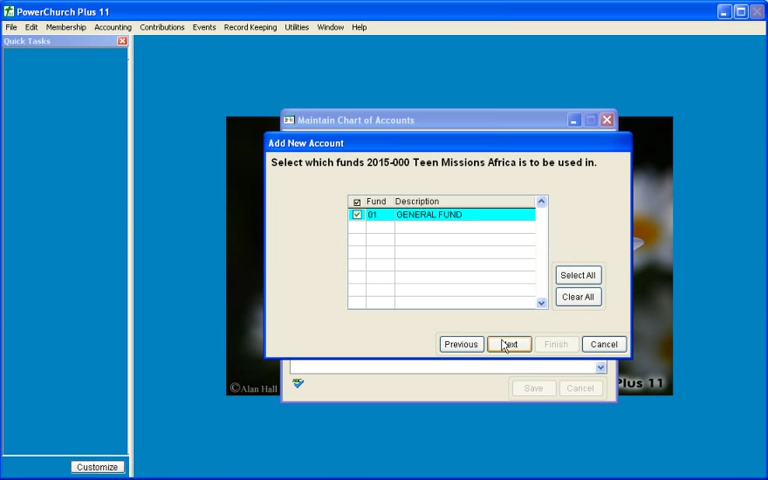 PowerChurch Plus 11
File Edit Membership Accounting Contributions Events Record Keeping Utilities Window Help
Quick Tasks
Maintain Chart of Accounts
Add New Account
Select which funds 2015-000 Teen Missions Africa is to be used in.
Fund Description
01 GENERAL FUND
Select All
Clear All
Previous Next Finish Cancel
©Alan Hall
Plus 11
Save Cancel
Customize